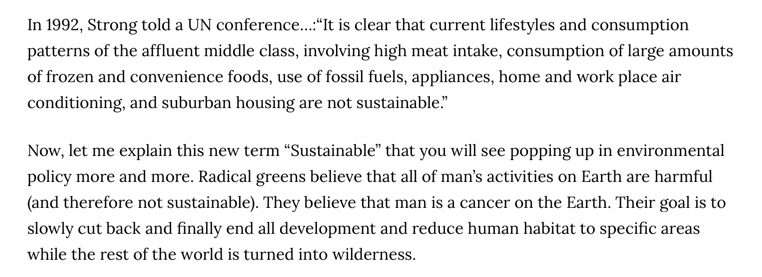 In 1992, Strong told a UN conference…:“It is clear that current lifestyles and consumption
patterns of the affluent middle class, involving high meat intake, consumption of large amounts
of frozen and convenience foods, use of fossil fuels, appliances, home and work place air
conditioning, and suburban housing are not sustainable.”
Now, let me explain this new term “Sustainable” that you will see popping up in environmental
policy more and more. Radical greens believe that all of man’s activities on Earth are harmful
(and therefore not sustainable). They believe that man is a cancer on the Earth. Their goal is to
slowly cut back and finally end all development and reduce human habitat to specific areas
while the rest of the world is turned into wilderness.